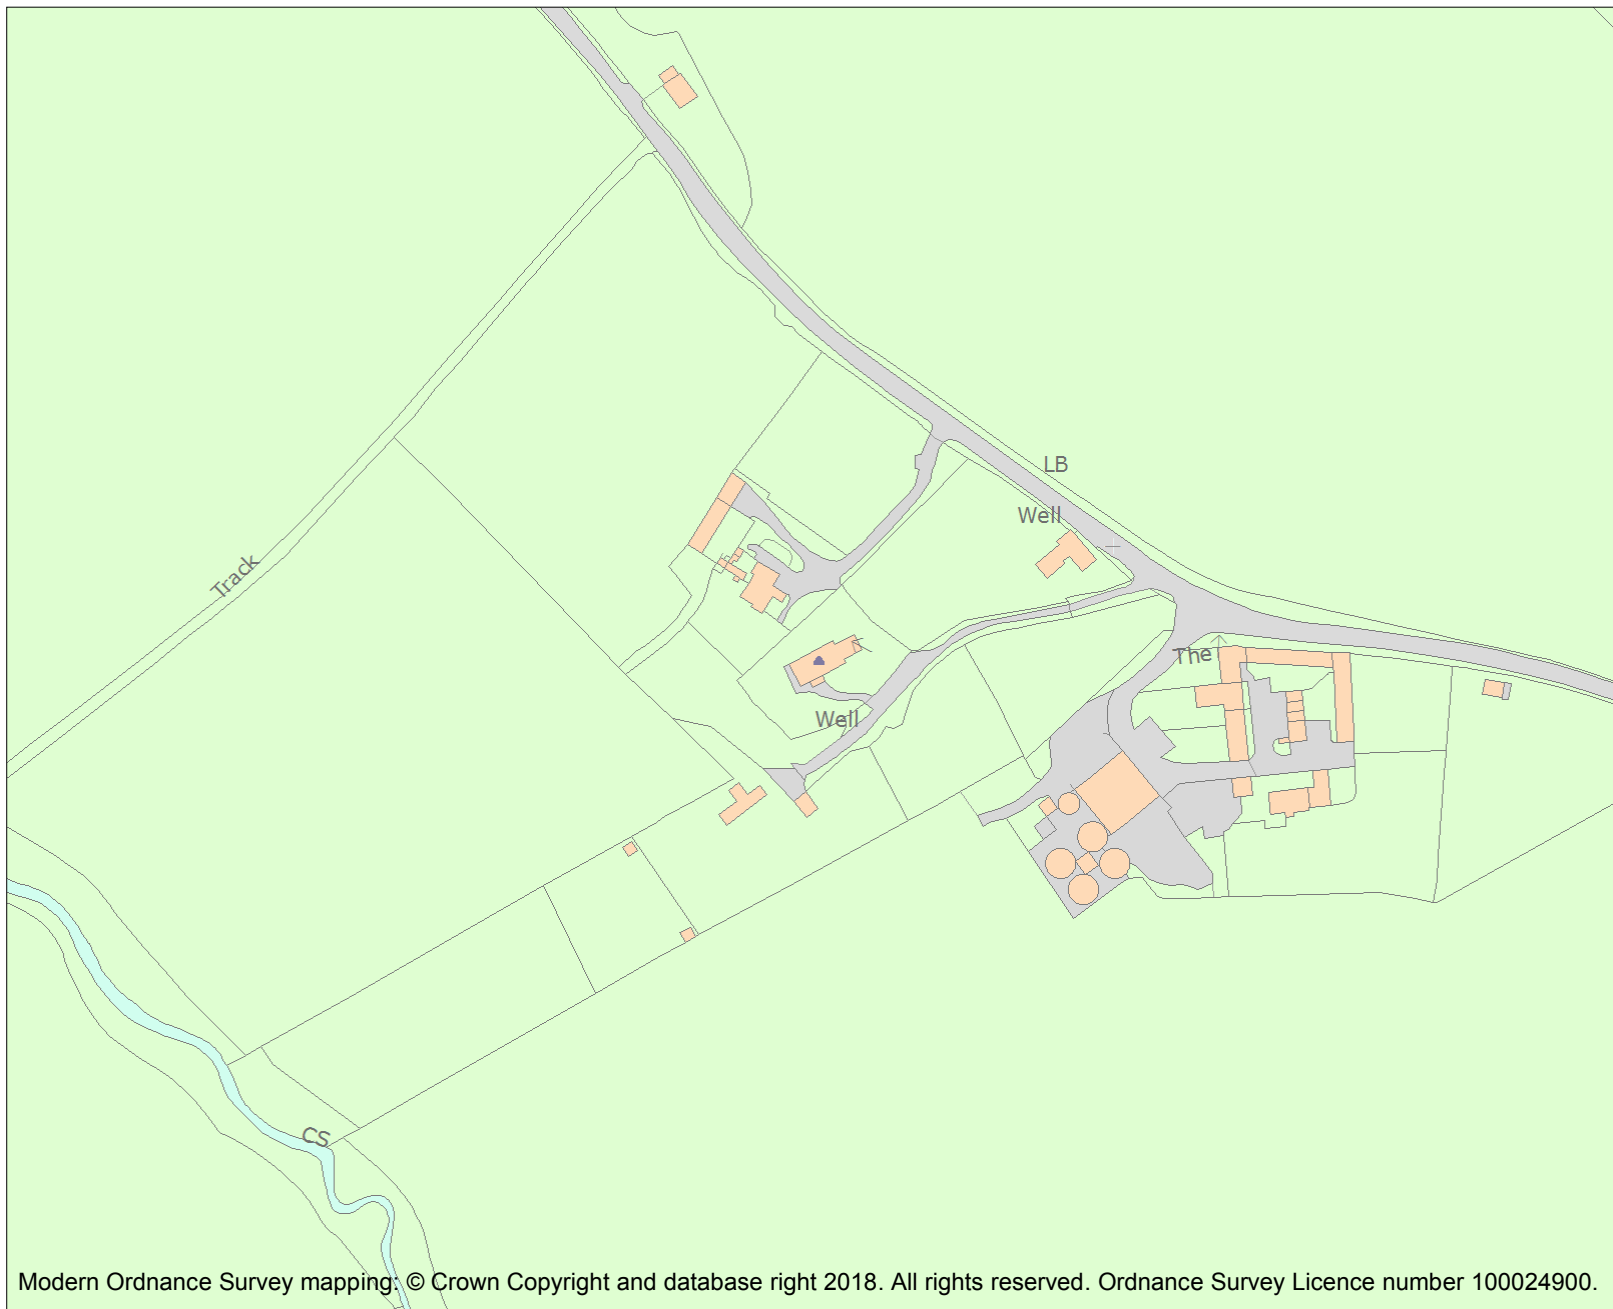 LB
Well
Track
The
Well
CS
Modern Ordnance Survey mapping: © Crown Copyright and database right 2018. All rights reserved. Ordnance Survey Licence number 100024900.